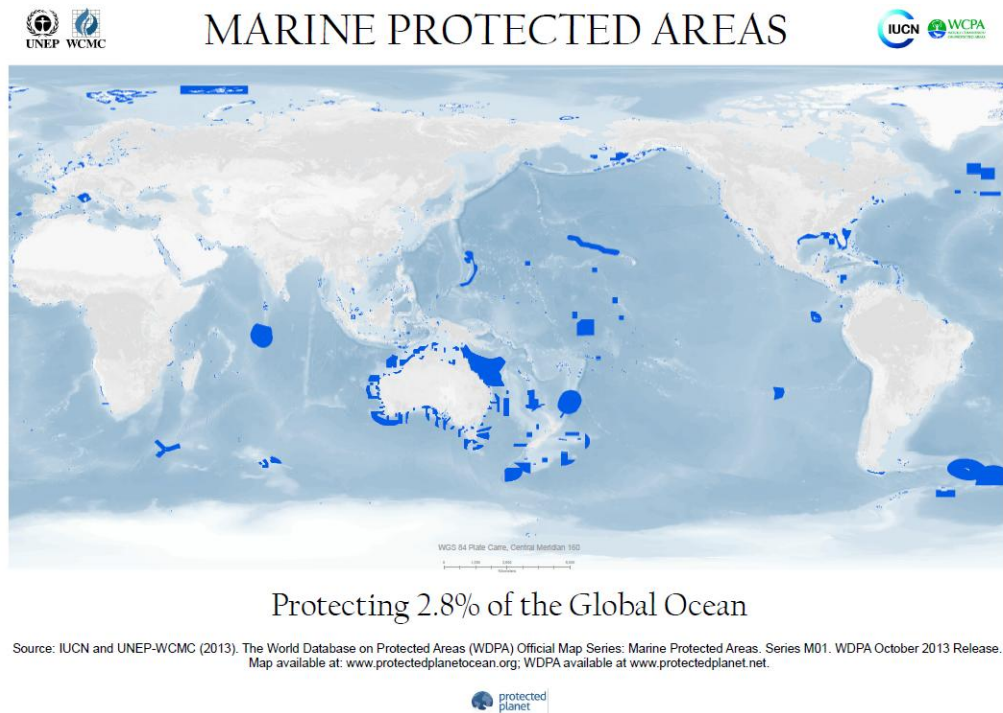 MARINE PROTECTED AREAS
UNEP WCMC
IUCN
WCPA
WGS 84 Plate Carre, Central Meridian 160
Protecting 2.8% of the Global Ocean
Source: IUCN and UNEP-WCMC (2013). The World Database on Protected Areas (WDPA) Official Map Series: Marine Protected Areas. Series M01. WDPA October 2013 Release.
Map available at: www.protectedplanetocean.org; WDPA available at www.protectedplanet.net.
protected
planet